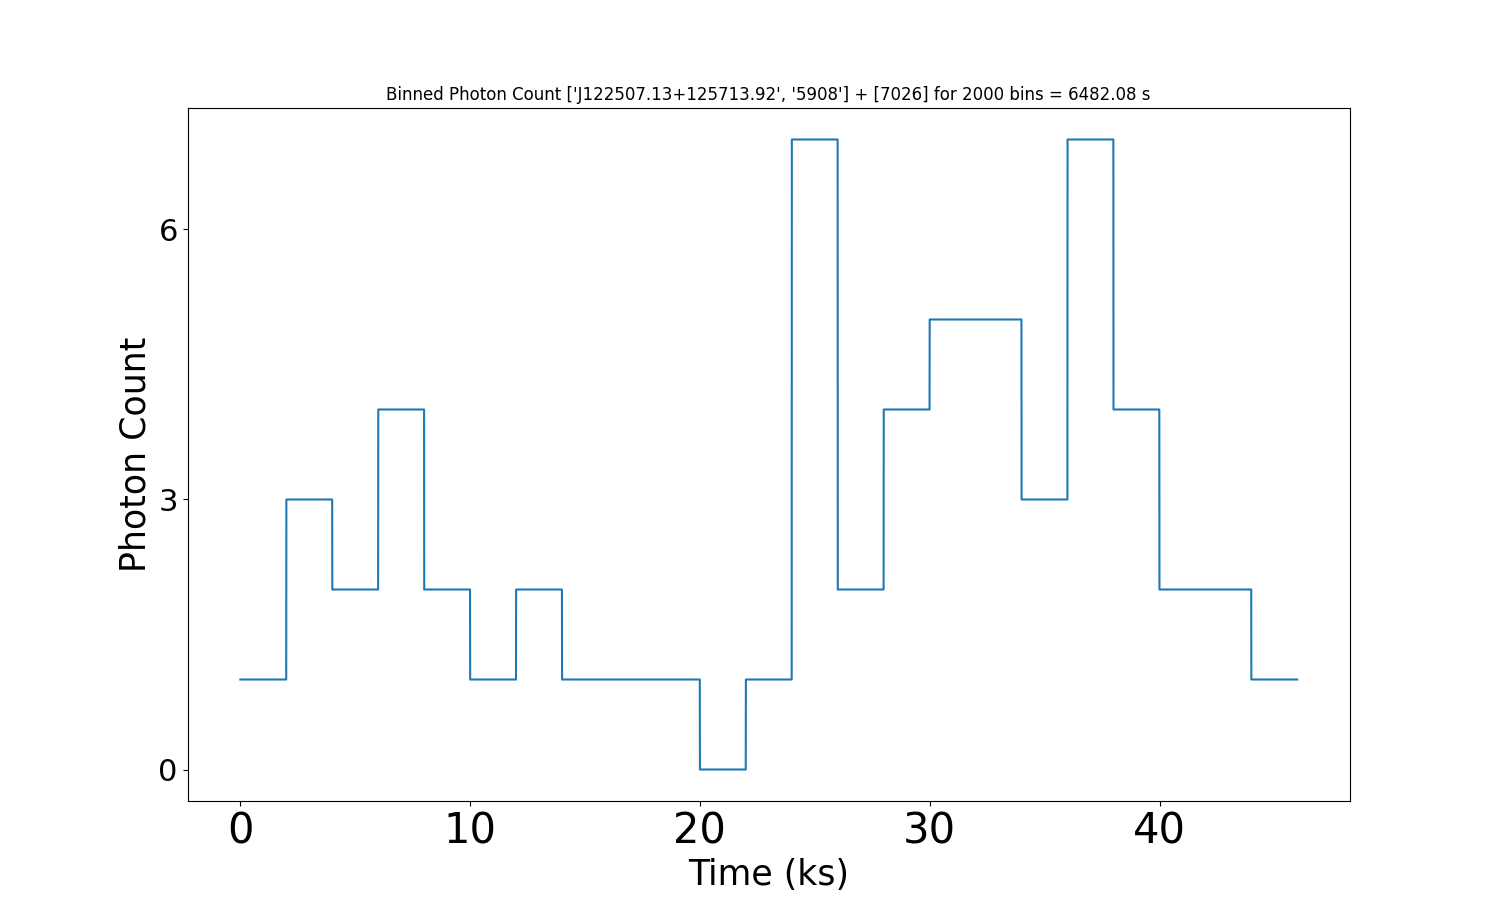 Binned Photon Count ['J122507.13+125713.92', '5908'] + [7026] for 2000 bins = 6482.08 s
6
3
0
Photon Count
0 10 20 30 40
Time (ks)